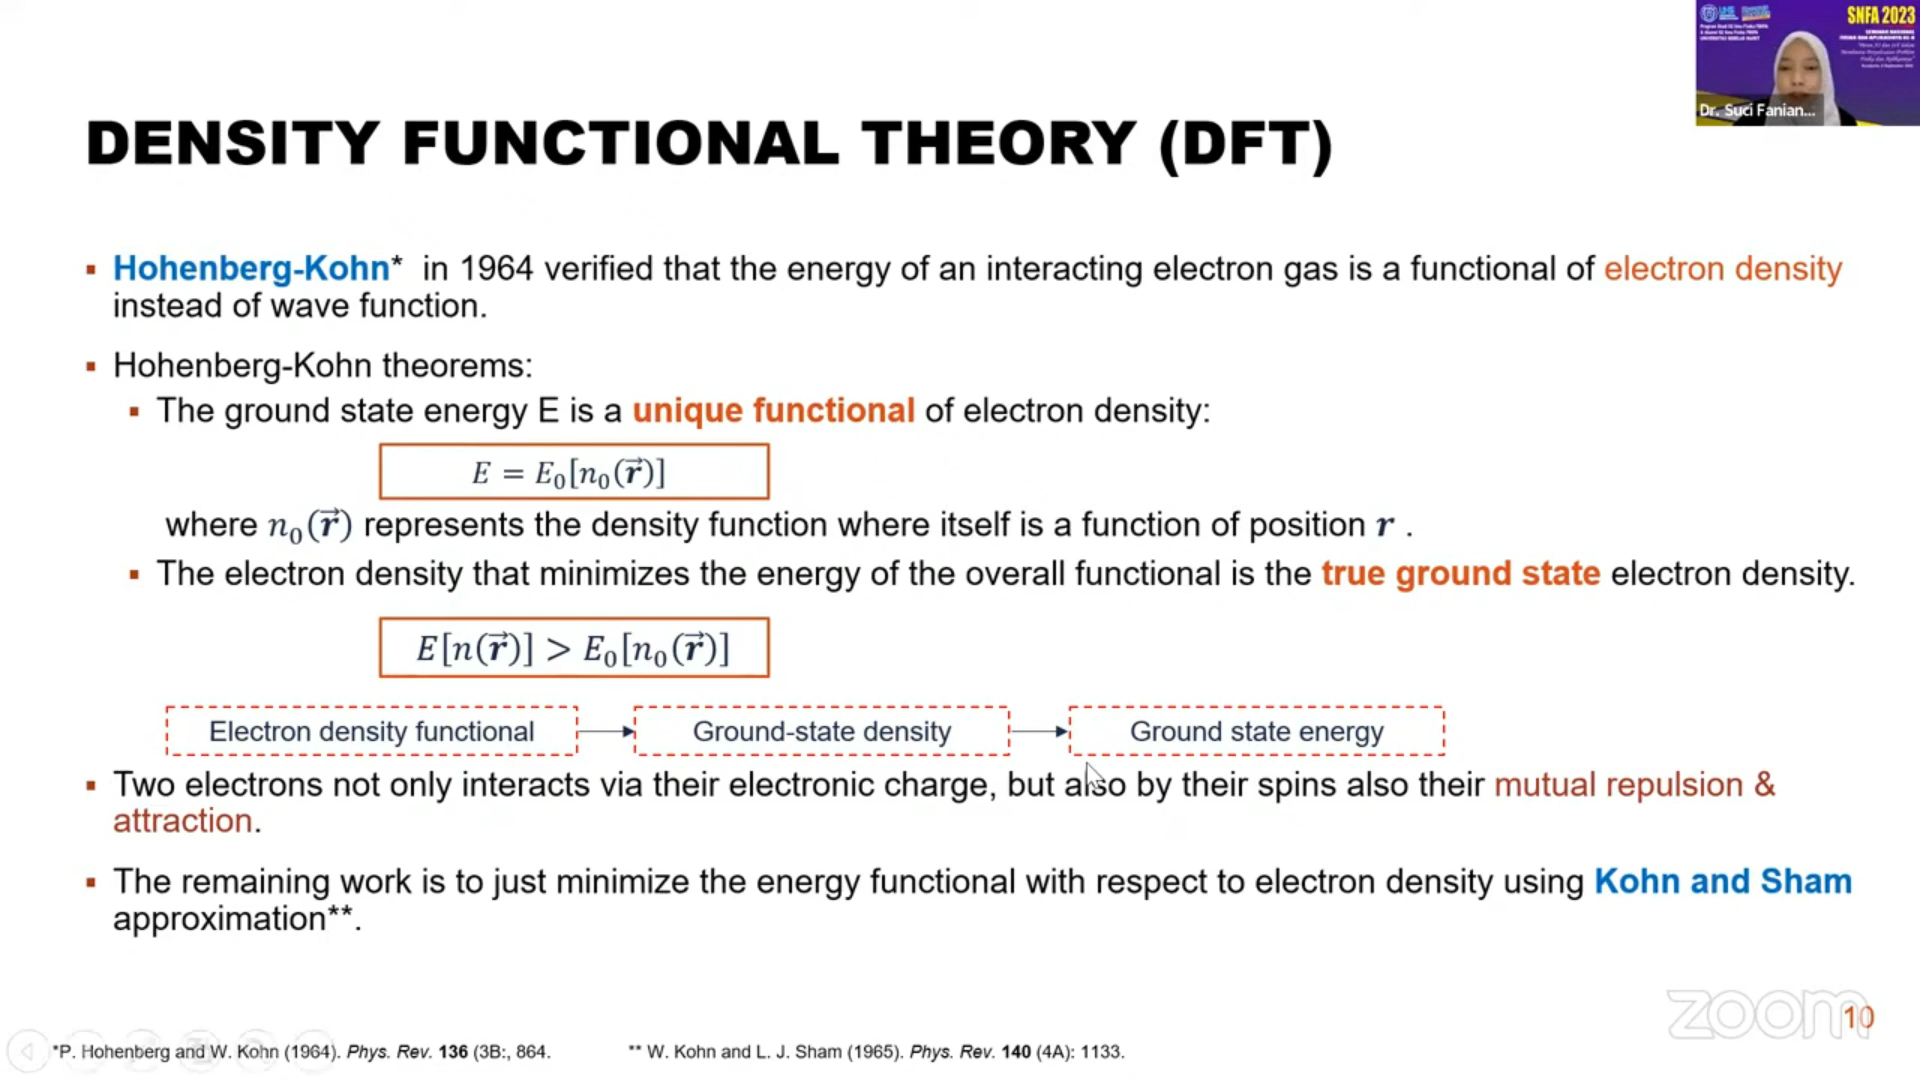 SNFA 2023
Dr. Suci Fanian...
DENSITY FUNCTIONAL THEORY (DFT)
▪ Hohenberg-Kohn* in 1964 verified that the energy of an interacting electron gas is a functional of electron density
instead of wave function.
▪ Hohenberg-Kohn theorems:
▪ The ground state energy E is a unique functional of electron density:
E = E₀[n₀(r⃗)]
where n₀(r⃗) represents the density function where itself is a function of position r .
▪ The electron density that minimizes the energy of the overall functional is the true ground state electron density.
E[n(r⃗)] > E₀[n₀(r⃗)]
Electron density functional Ground-state density Ground state energy
▪ Two electrons not only interacts via their electronic charge, but also by their spins also their mutual repulsion &
attraction.
▪ The remaining work is to just minimize the energy functional with respect to electron density using Kohn and Sham
approximation**.
zoom
10
*P. Hohenberg and W. Kohn (1964). Phys. Rev. 136 (3B:, 864. ** W. Kohn and L. J. Sham (1965). Phys. Rev. 140 (4A): 1133.